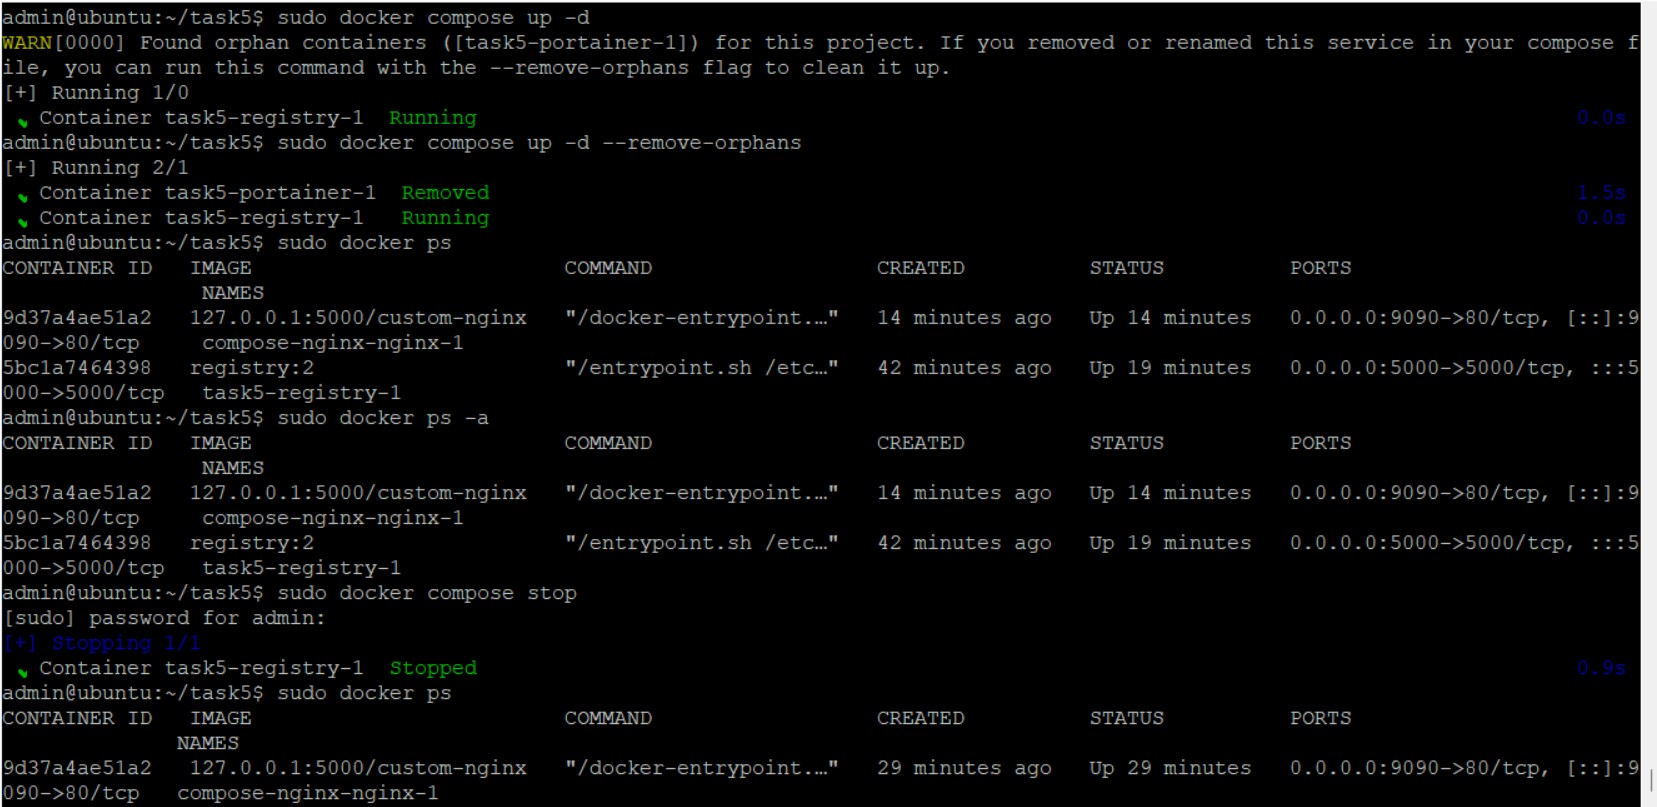 admin@ubuntu:~/task5$ sudo docker compose up -d
WARN[0000] Found orphan containers ([task5-portainer-1]) for this project. If you removed or renamed this service in your compose f
ile, you can run this command with the --remove-orphans flag to clean it up.
[+] Running 1/0
✔ Container task5-registry-1  Running 0.0s
admin@ubuntu:~/task5$ sudo docker compose up -d --remove-orphans
[+] Running 2/1
✔ Container task5-portainer-1  Removed 1.5s
✔ Container task5-registry-1   Running 0.0s
admin@ubuntu:~/task5$ sudo docker ps
CONTAINER ID   IMAGE                         COMMAND                  CREATED          STATUS          PORTS
NAMES
9d37a4ae51a2   127.0.0.1:5000/custom-nginx   "/docker-entrypoint.…"   14 minutes ago   Up 14 minutes   0.0.0.0:9090->80/tcp, [::]:9
090->80/tcp     compose-nginx-nginx-1
5bc1a7464398   registry:2                    "/entrypoint.sh /etc…"   42 minutes ago   Up 19 minutes   0.0.0.0:5000->5000/tcp, :::5
000->5000/tcp   task5-registry-1
admin@ubuntu:~/task5$ sudo docker ps -a
CONTAINER ID   IMAGE                         COMMAND                  CREATED          STATUS          PORTS
NAMES
9d37a4ae51a2   127.0.0.1:5000/custom-nginx   "/docker-entrypoint.…"   14 minutes ago   Up 14 minutes   0.0.0.0:9090->80/tcp, [::]:9
090->80/tcp     compose-nginx-nginx-1
5bc1a7464398   registry:2                    "/entrypoint.sh /etc…"   42 minutes ago   Up 19 minutes   0.0.0.0:5000->5000/tcp, :::5
000->5000/tcp   task5-registry-1
admin@ubuntu:~/task5$ sudo docker compose stop
[sudo] password for admin:
[+] Stopping 1/1
✔ Container task5-registry-1  Stopped 0.9s
admin@ubuntu:~/task5$ sudo docker ps
CONTAINER ID   IMAGE                         COMMAND                  CREATED          STATUS          PORTS
NAMES
9d37a4ae51a2   127.0.0.1:5000/custom-nginx   "/docker-entrypoint.…"   29 minutes ago   Up 29 minutes   0.0.0.0:9090->80/tcp, [::]:9
090->80/tcp   compose-nginx-nginx-1